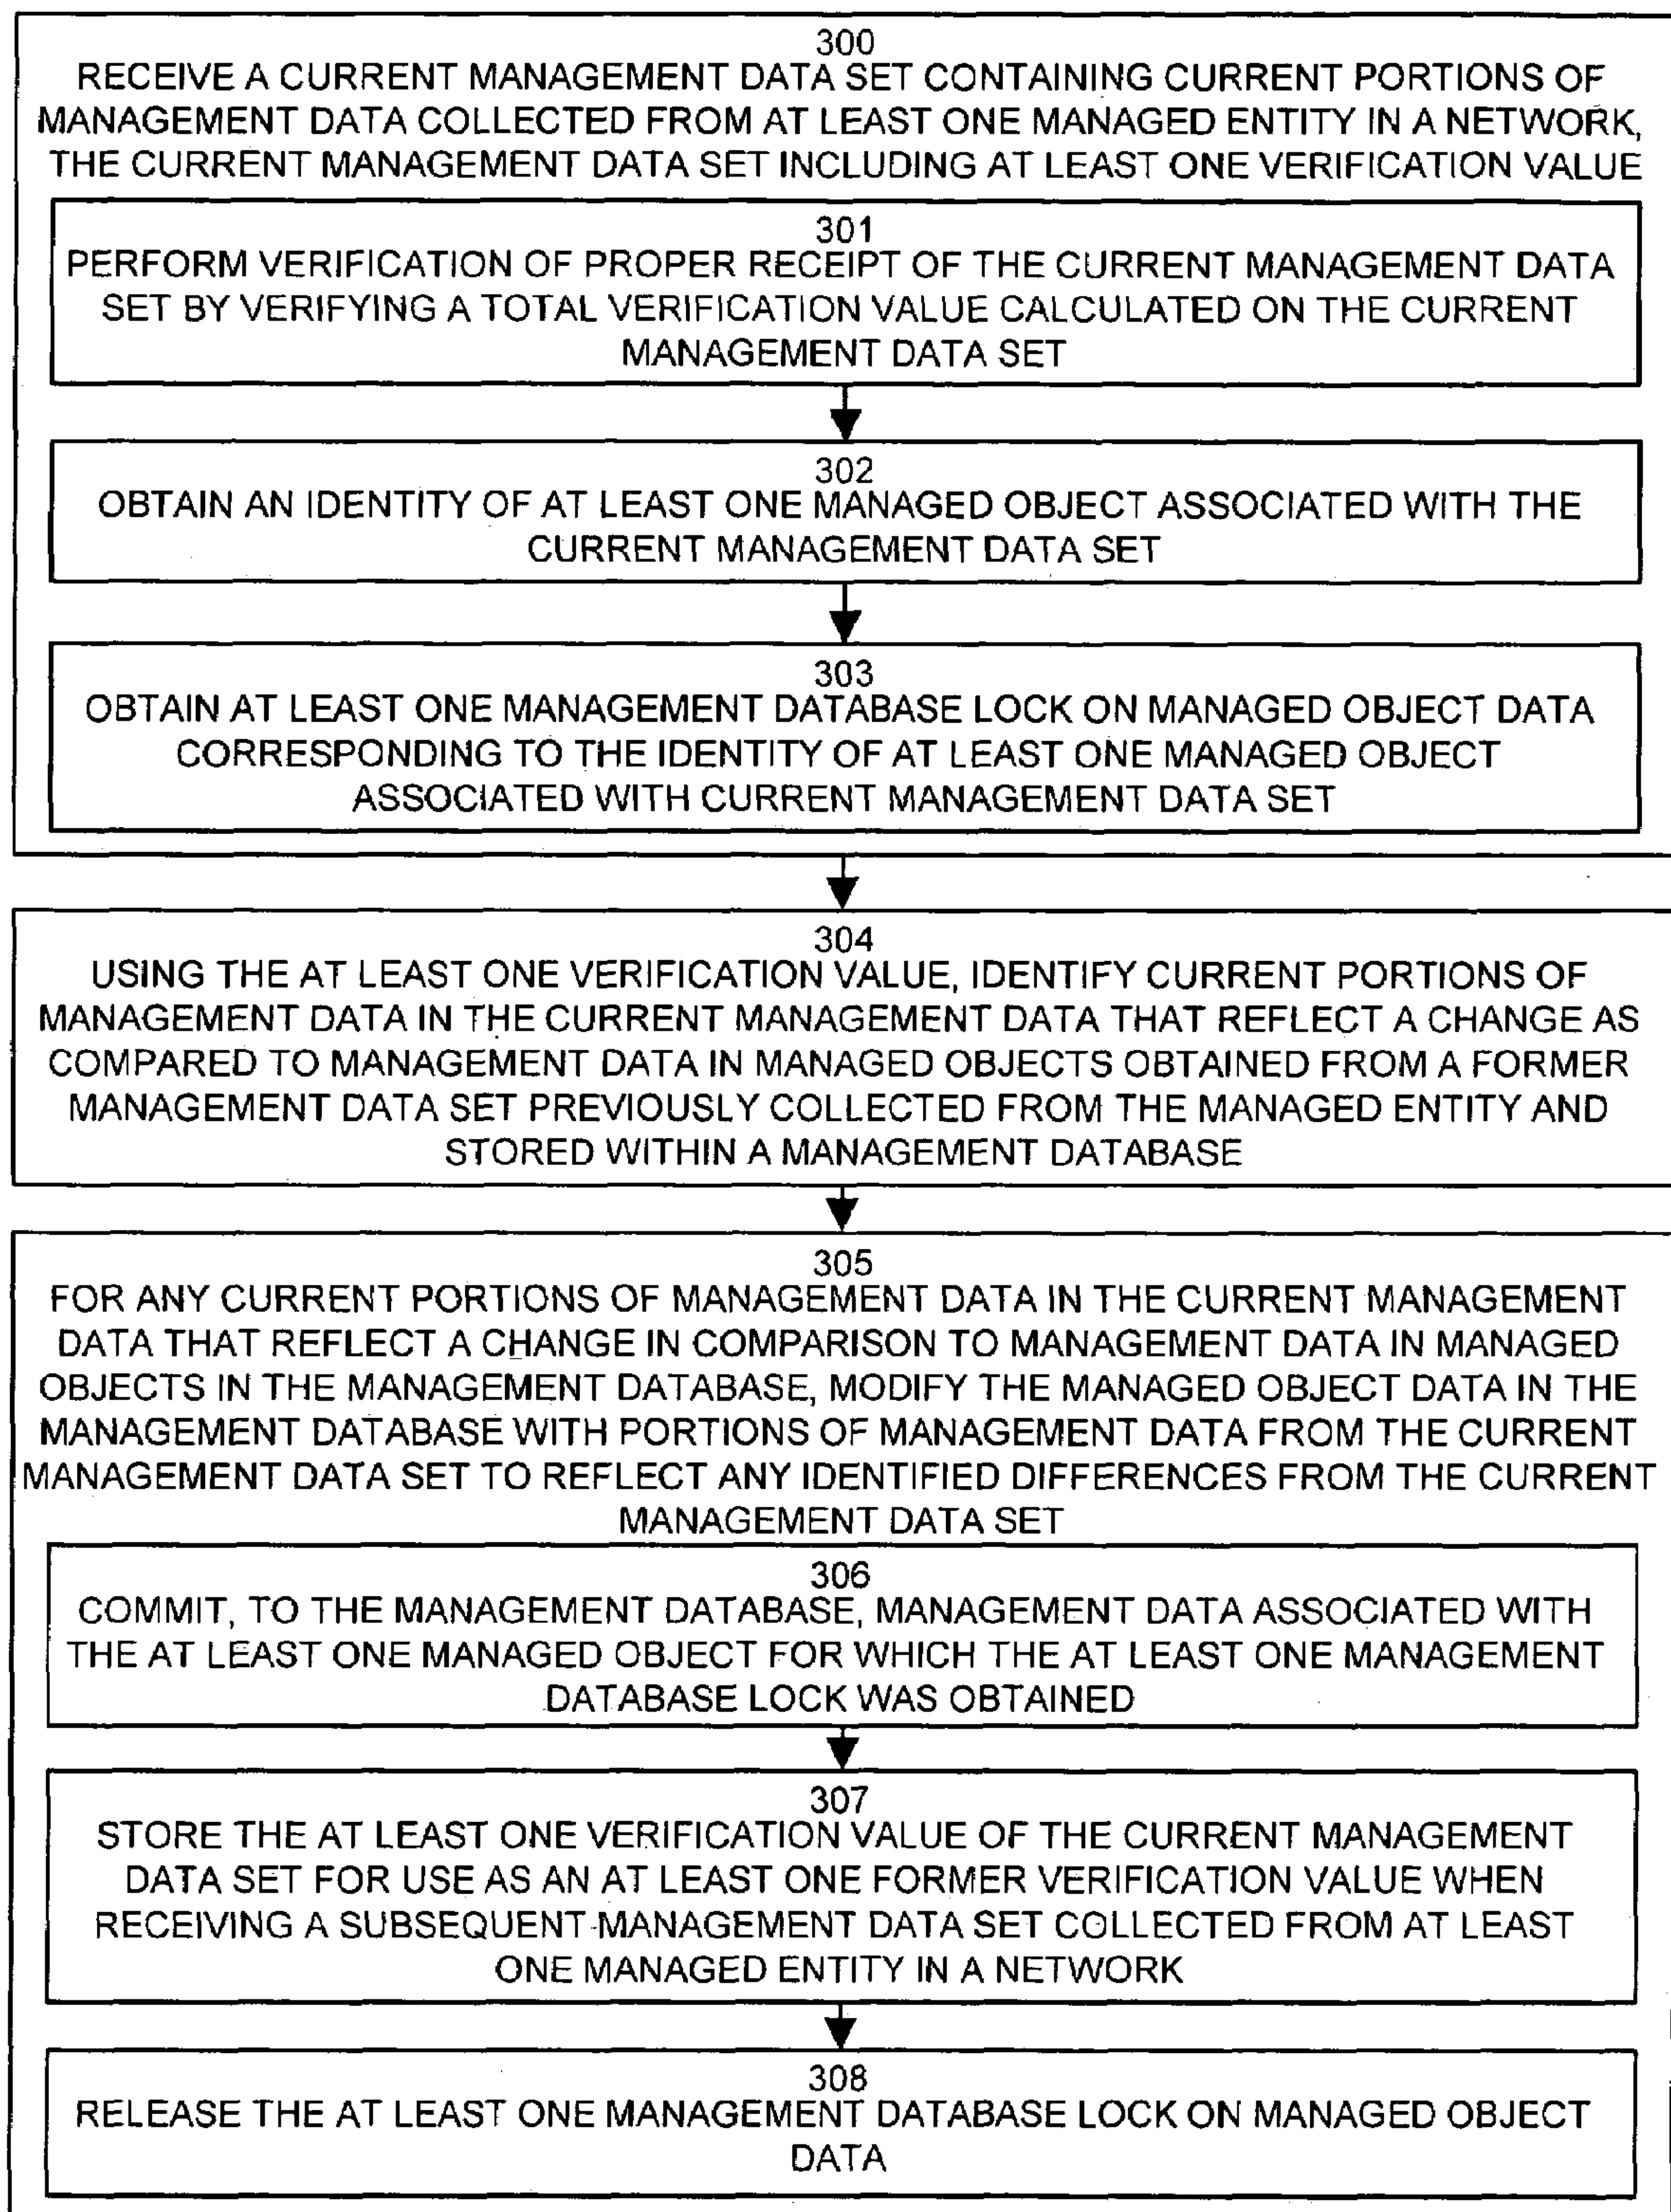 300
RECEIVE A CURRENT MANAGEMENT DATA SET CONTAINING CURRENT PORTIONS OF
MANAGEMENT DATA COLLECTED FROM AT LEAST ONE MANAGED ENTITY IN A NETWORK,
THE CURRENT MANAGEMENT DATA SET INCLUDING AT LEAST ONE VERIFICATION VALUE
301
PERFORM VERIFICATION OF PROPER RECEIPT OF THE CURRENT MANAGEMENT DATA
SET BY VERIFYING A TOTAL VERIFICATION VALUE CALCULATED ON THE CURRENT
MANAGEMENT DATA SET
302
OBTAIN AN IDENTITY OF AT LEAST ONE MANAGED OBJECT ASSOCIATED WITH THE
CURRENT MANAGEMENT DATA SET
303
OBTAIN AT LEAST ONE MANAGEMENT DATABASE LOCK ON MANAGED OBJECT DATA
CORRESPONDING TO THE IDENTITY OF AT LEAST ONE MANAGED OBJECT
ASSOCIATED WITH CURRENT MANAGEMENT DATA SET
304
USING THE AT LEAST ONE VERIFICATION VALUE, IDENTIFY CURRENT PORTIONS OF
MANAGEMENT DATA IN THE CURRENT MANAGEMENT DATA THAT REFLECT A CHANGE AS
COMPARED TO MANAGEMENT DATA IN MANAGED OBJECTS OBTAINED FROM A FORMER
MANAGEMENT DATA SET PREVIOUSLY COLLECTED FROM THE MANAGED ENTITY AND
STORED WITHIN A MANAGEMENT DATABASE
305
FOR ANY CURRENT PORTIONS OF MANAGEMENT DATA IN THE CURRENT MANAGEMENT
DATA THAT REFLECT A CHANGE IN COMPARISON TO MANAGEMENT DATA IN MANAGED
OBJECTS IN THE MANAGEMENT DATABASE, MODIFY THE MANAGED OBJECT DATA IN THE
MANAGEMENT DATABASE WITH PORTIONS OF MANAGEMENT DATA FROM THE CURRENT
MANAGEMENT DATA SET TO REFLECT ANY IDENTIFIED DIFFERENCES FROM THE CURRENT
MANAGEMENT DATA SET
306
COMMIT, TO THE MANAGEMENT DATABASE, MANAGEMENT DATA ASSOCIATED WITH
THE AT LEAST ONE MANAGED OBJECT FOR WHICH THE AT LEAST ONE MANAGEMENT
DATABASE LOCK WAS OBTAINED
307
STORE THE AT LEAST ONE VERIFICATION VALUE OF THE CURRENT MANAGEMENT
DATA SET FOR USE AS AN AT LEAST ONE FORMER VERIFICATION VALUE WHEN
RECEIVING A SUBSEQUENT MANAGEMENT DATA SET COLLECTED FROM AT LEAST
ONE MANAGED ENTITY IN A NETWORK
308
RELEASE THE AT LEAST ONE MANAGEMENT DATABASE LOCK ON MANAGED OBJECT
DATA